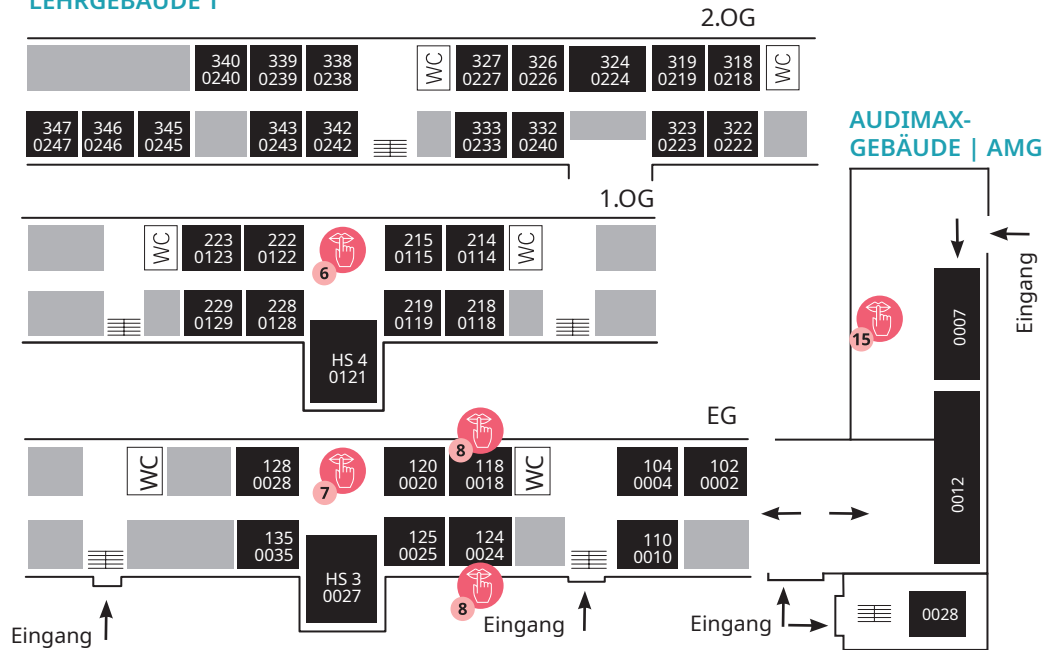 LEHRGEBÄUDE 1
2.OG
340 339 338 WC 327 326 324 319 318 WC
0240 0239 0238 0227 0226 0224 0219 0218
347 346 345 343 342 333 332 323 322
0247 0246 0245 0243 0242 0233 0240 0223 0222
AUDIMAX-
GEBÄUDE | AMG
1.OG
WC 223 222 215 214 WC
0123 0122 0115 0114
6
229 228 219 218
0129 0128 0119 0118
HS 4
0121
Eingang
0007
15
EG
8
WC 128 120 118 WC 104 102
0028 0020 0018 0004 0002
7
0012
135 125 124 110
0035 0025 0024 0010
HS 3
0027
8
0028
Eingang Eingang Eingang